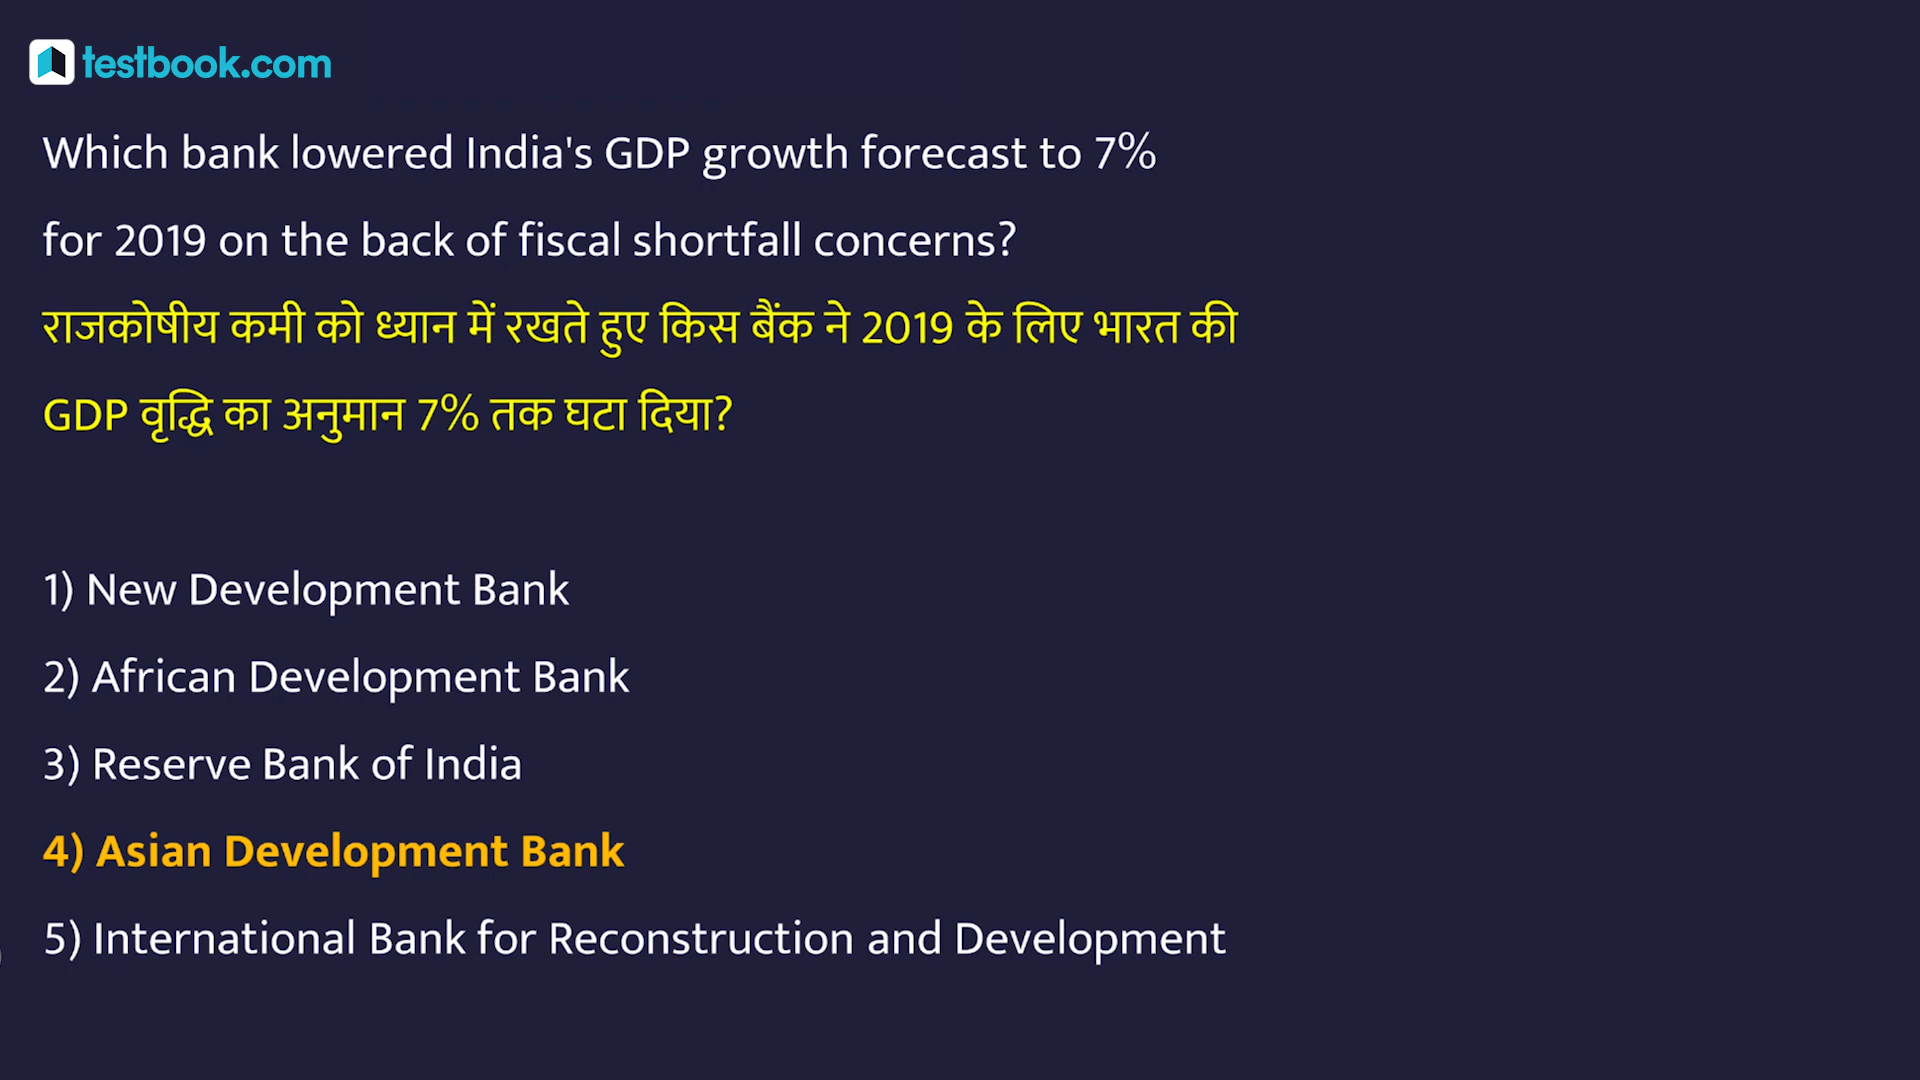 testbook.com
Which bank lowered India's GDP growth forecast to 7%
for 2019 on the back of fiscal shortfall concerns?
राजकोषीय कमी को ध्यान में रखते हुए किस बैंक ने 2019 के लिए भारत की
GDP वृद्धि का अनुमान 7% तक घटा दिया?
1) New Development Bank
2) African Development Bank
3) Reserve Bank of India
4) Asian Development Bank
5) International Bank for Reconstruction and Development